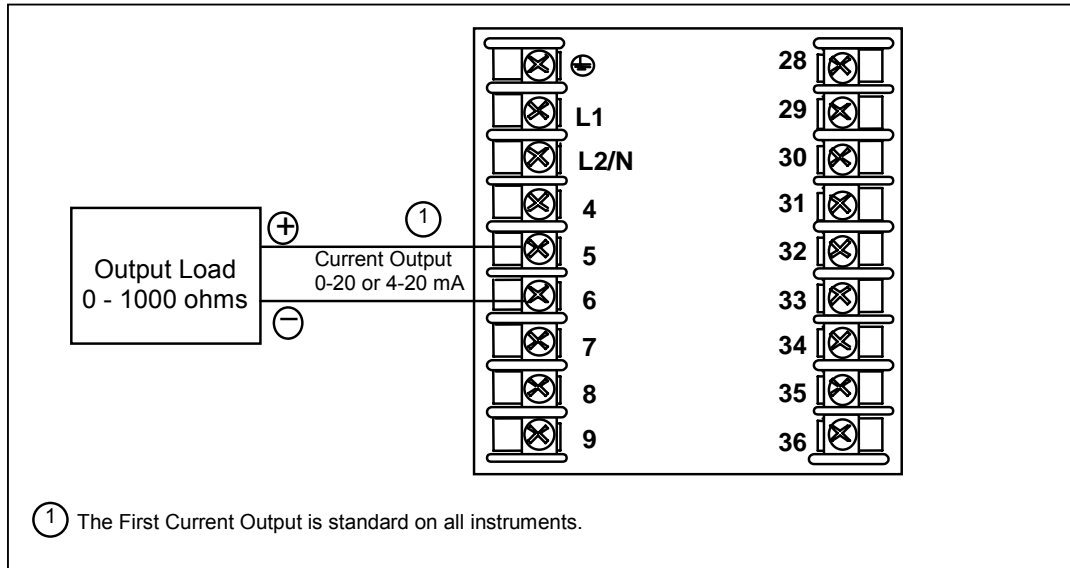 L1
L2/N
4
5
6
7
8
9
28
29
30
31
32
33
34
35
36
+
1
Current Output
0-20 or 4-20 mA
Output Load
0 - 1000 ohms
−
1 The First Current Output is standard on all instruments.